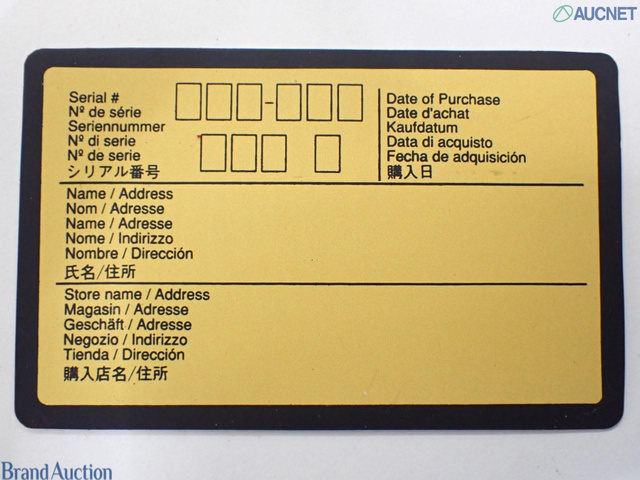 AUCNET
Serial #
Nº de série
Seriennummer
Nº di serie
Nº de serie
シリアル番号
Date of Purchase
Date d'achat
Kaufdatum
Data di acquisto
Fecha de adquisición
購入日
Name / Address
Nom / Adresse
Name / Adresse
Nome / Indirizzo
Nombre / Dirección
氏名/住所
Store name / Address
Magasin / Adresse
Geschäft / Adresse
Negozio / Indirizzo
Tienda / Dirección
購入店名/住所
Brand Auction